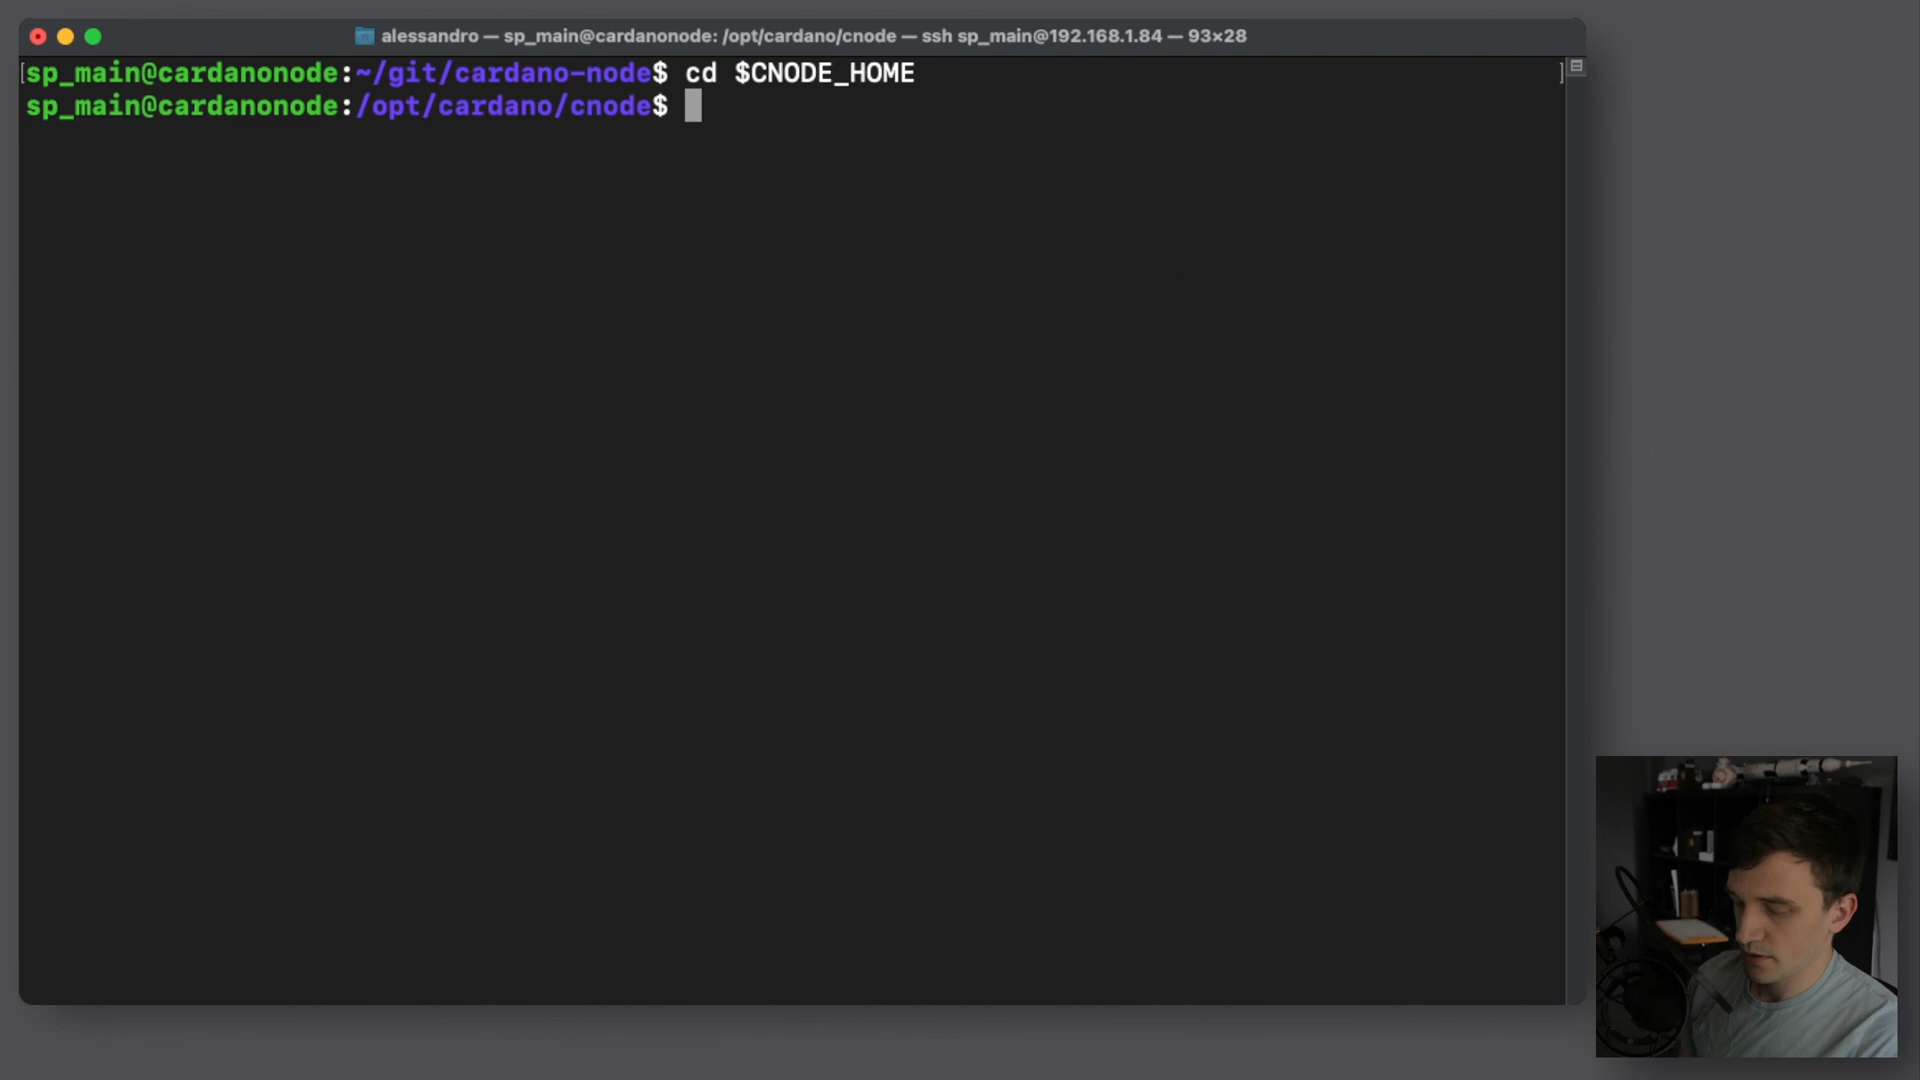 alessandro — sp_main@cardanonode: /opt/cardano/cnode — ssh sp_main@192.168.1.84 — 93×28
[sp_main@cardanonode:~/git/cardano-node$ cd $CNODE_HOME ]
sp_main@cardanonode:/opt/cardano/cnode$